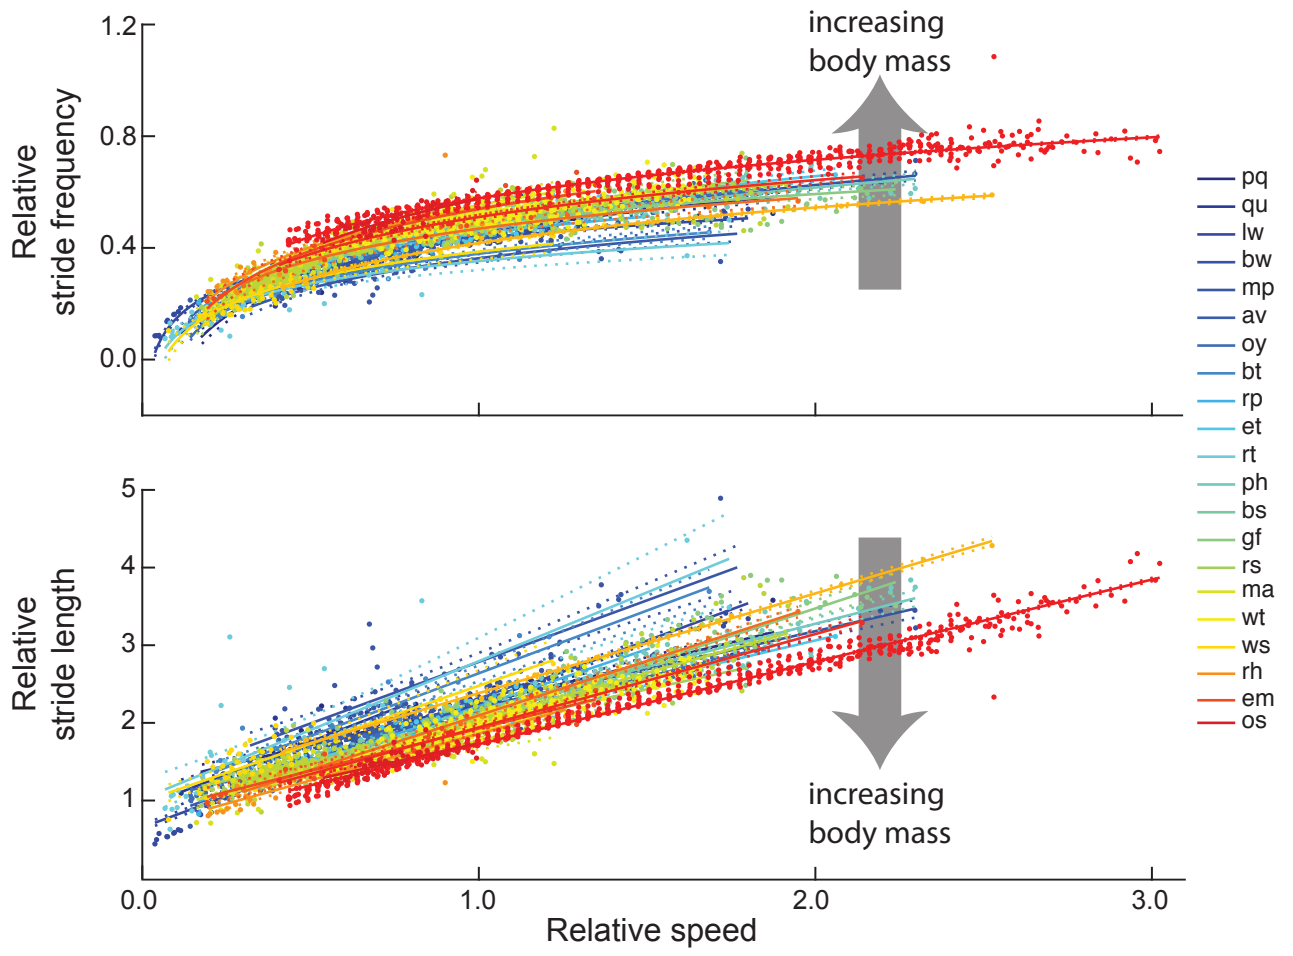 increasing
body mass
Relative
stride frequency
1.2
0.8
0.4
0.0
pq
qu
lw
bw
mp
av
oy
bt
rp
et
rt
ph
bs
gf
rs
ma
wt
ws
rh
em
os
Relative
stride length
5
4
3
2
1
increasing
body mass
0.0
1.0
2.0
3.0
Relative speed